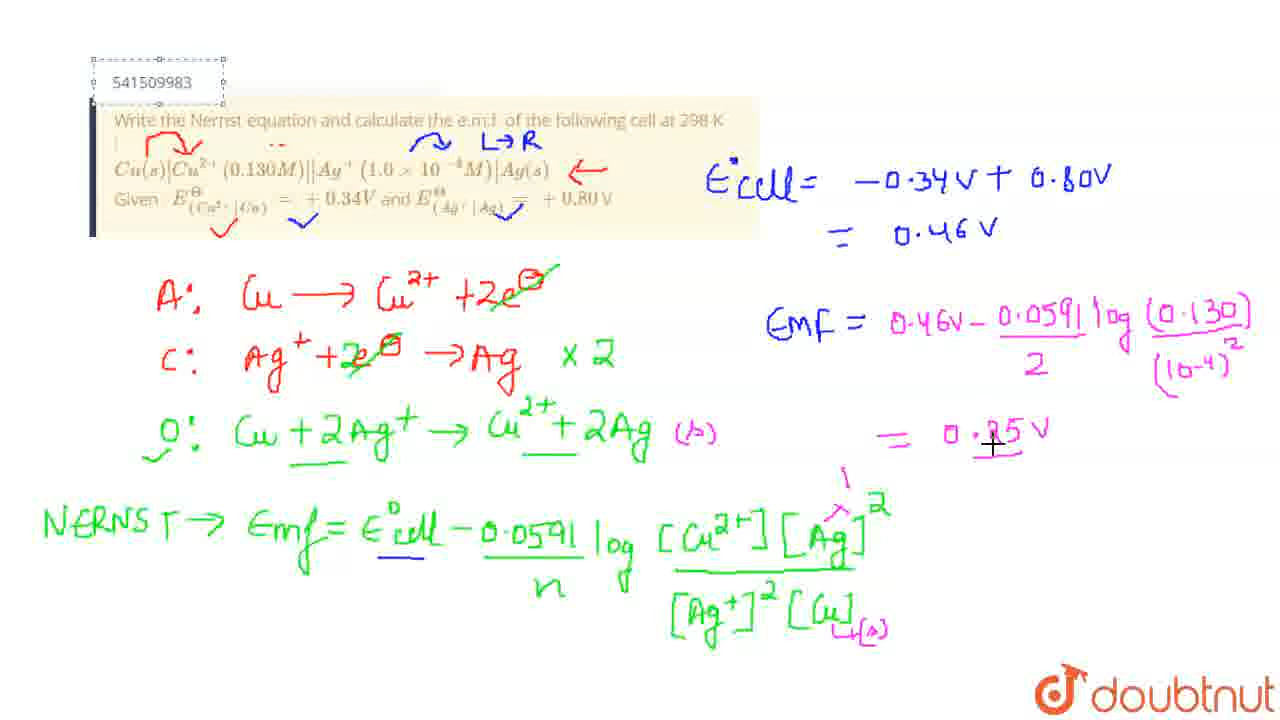 541509983
Write the Nernst equation and calculate the e.m.f. of the following cell at 298 K
L→R
Cu(s)|Cu²⁺ (0.130M)||Ag⁺ (1.0 × 10⁻⁴M)|Ag(s)
Given E⊖(Cu²⁺|Cu) = +0.34V and E⊖(Ag⁺|Ag) = +0.80 V
E°cell = -0.34V + 0.80V
= 0.46 V
A: Cu → Cu²⁺ + 2e⊖
C: Ag⁺ + 2e⊖ → Ag × 2
O: Cu + 2Ag⁺ → Cu²⁺ + 2Ag (s)
EMF = 0.46V - 0.0591/2 log (0.130)/(10⁻⁴)²
= 0.25 V
NERNST → Emf = E°cell - 0.0591/n log [Cu²⁺][Ag]²/[Ag⁺]²[Cu]
1
(s)
doubtnut